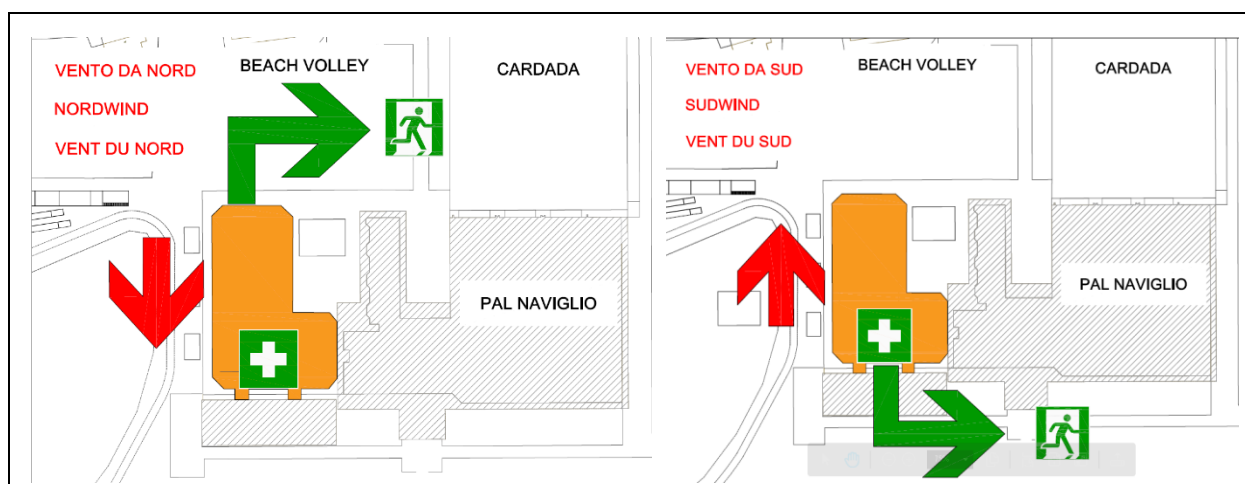 VENTO DA NORD
NORDWIND
VENT DU NORD
BEACH VOLLEY
CARDADA
PAL NAVIGLIO
VENTO DA SUD
SUDWIND
VENT DU SUD
BEACH VOLLEY
CARDADA
PAL NAVIGLIO